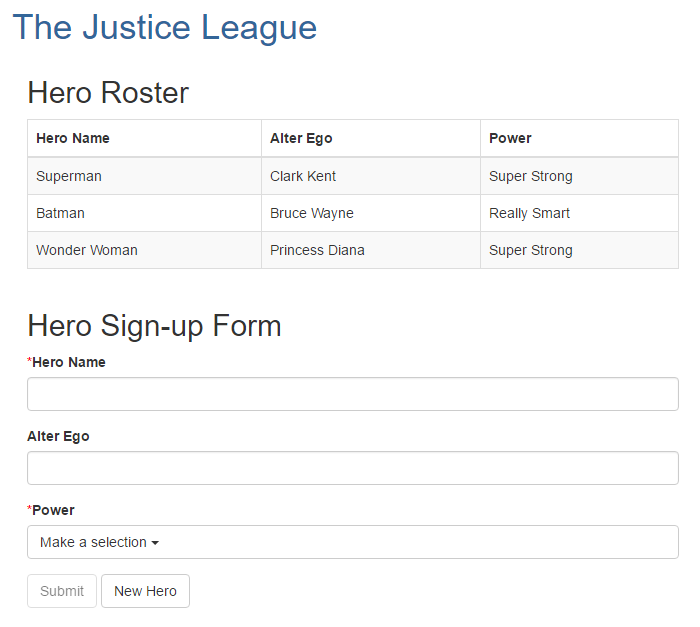 The Justice League
Hero Roster
Hero Name Alter Ego Power
Superman Clark Kent Super Strong
Batman Bruce Wayne Really Smart
Wonder Woman Princess Diana Super Strong
Hero Sign-up Form
*Hero Name
Alter Ego
*Power
Make a selection
Submit New Hero